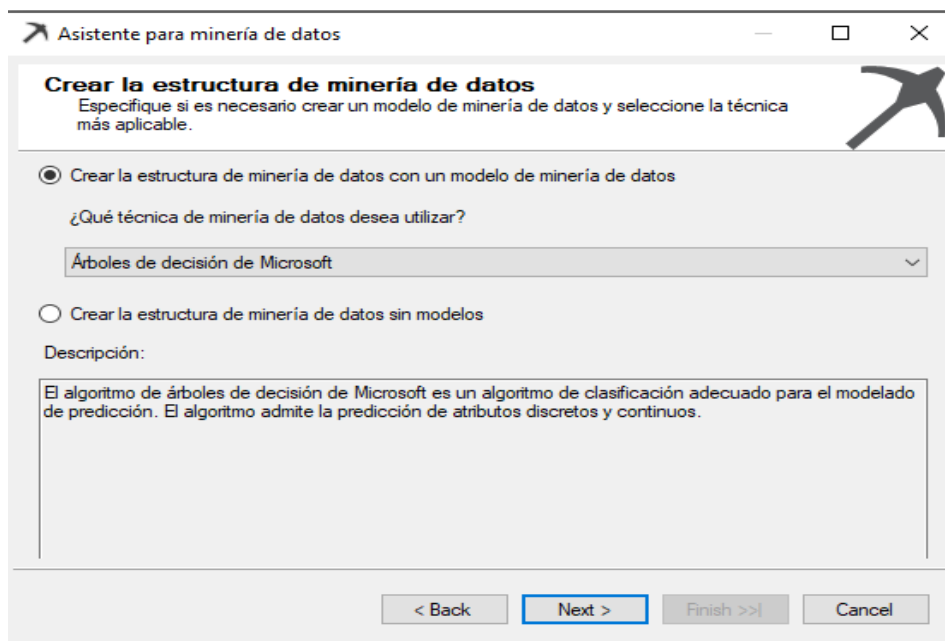 Asistente para minería de datos
Crear la estructura de minería de datos
Especifique si es necesario crear un modelo de minería de datos y seleccione la técnica
más aplicable.
Crear la estructura de minería de datos con un modelo de minería de datos
¿Qué técnica de minería de datos desea utilizar?
Árboles de decisión de Microsoft
Crear la estructura de minería de datos sin modelos
Descripción:
El algoritmo de árboles de decisión de Microsoft es un algoritmo de clasificación adecuado para el modelado
de predicción. El algoritmo admite la predicción de atributos discretos y continuos.
< Back
Next >
Finish >>|
Cancel